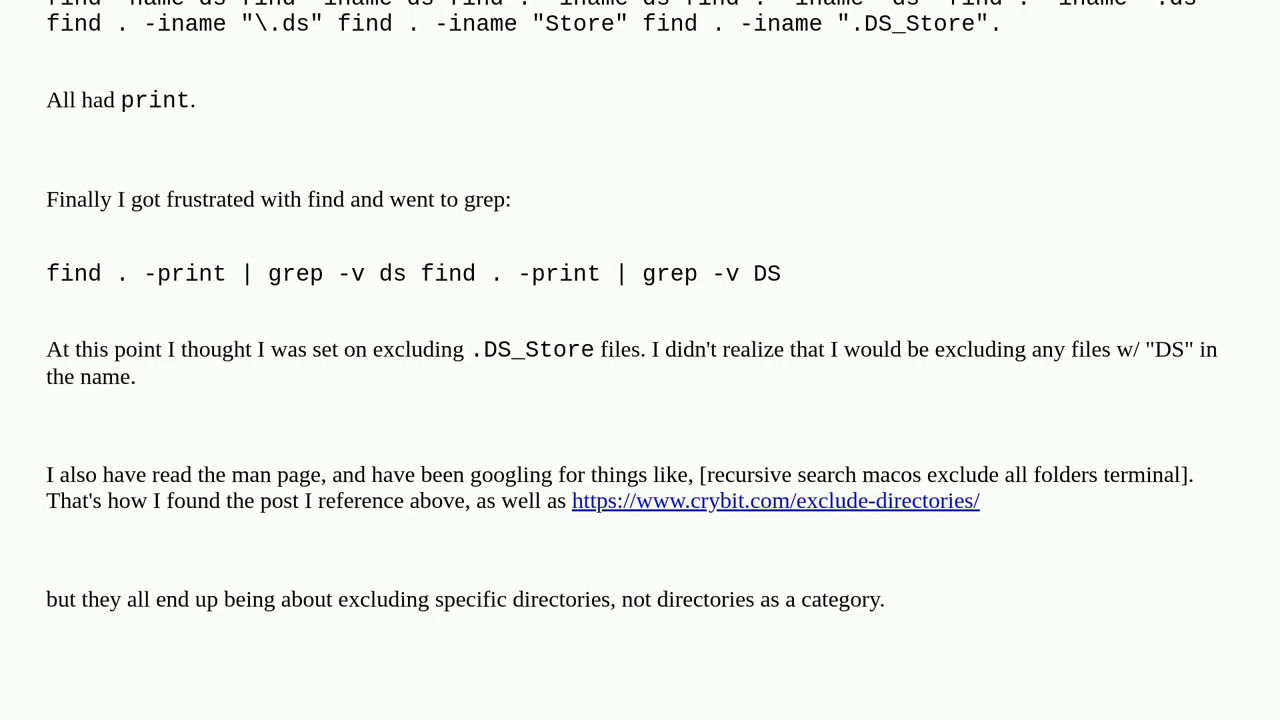 find . -iname "\.ds" find . -iname "Store" find . -iname ".DS_Store".
All had print.
Finally I got frustrated with find and went to grep:
find . -print | grep -v ds find . -print | grep -v DS
At this point I thought I was set on excluding .DS_Store files. I didn't realize that I would be excluding any files w/ "DS" in
the name.
I also have read the man page, and have been googling for things like, [recursive search macos exclude all folders terminal].
That's how I found the post I reference above, as well as https://www.crybit.com/exclude-directories/
but they all end up being about excluding specific directories, not directories as a category.